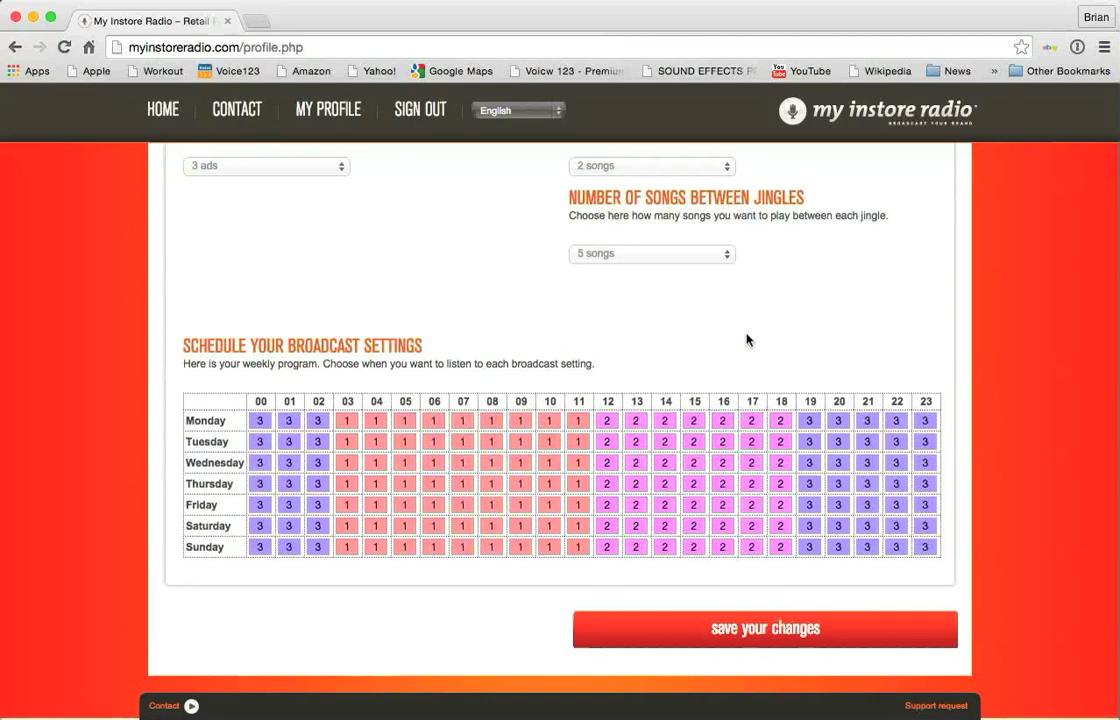 My Instore Radio – Retail
Brian
myinstoreradio.com/profile.php
Apps Apple Workout Voice123 Amazon Yahoo! Google Maps Voicw 123 - Premium SOUND EFFECTS YouTube Wikipedia News » Other Bookmarks
HOME CONTACT MY PROFILE SIGN OUT English my instore radio
BROADCAST YOUR BRAND
3 ads 2 songs
NUMBER OF SONGS BETWEEN JINGLES
Choose here how many songs you want to play between each jingle.
5 songs
SCHEDULE YOUR BROADCAST SETTINGS
Here is your weekly program. Choose when you want to listen to each broadcast setting.
00 01 02 03 04 05 06 07 08 09 10 11 12 13 14 15 16 17 18 19 20 21 22 23
Monday 3 3 3 1 1 1 1 1 1 1 1 1 2 2 2 2 2 2 2 3 3 3 3 3
Tuesday 3 3 3 1 1 1 1 1 1 1 1 1 2 2 2 2 2 2 2 3 3 3 3 3
Wednesday 3 3 3 1 1 1 1 1 1 1 1 1 2 2 2 2 2 2 2 3 3 3 3 3
Thursday 3 3 3 1 1 1 1 1 1 1 1 1 2 2 2 2 2 2 2 3 3 3 3 3
Friday 3 3 3 1 1 1 1 1 1 1 1 1 2 2 2 2 2 2 2 3 3 3 3 3
Saturday 3 3 3 1 1 1 1 1 1 1 1 1 2 2 2 2 2 2 2 3 3 3 3 3
Sunday 3 3 3 1 1 1 1 1 1 1 1 1 2 2 2 2 2 2 2 3 3 3 3 3
save your changes
Contact Support request